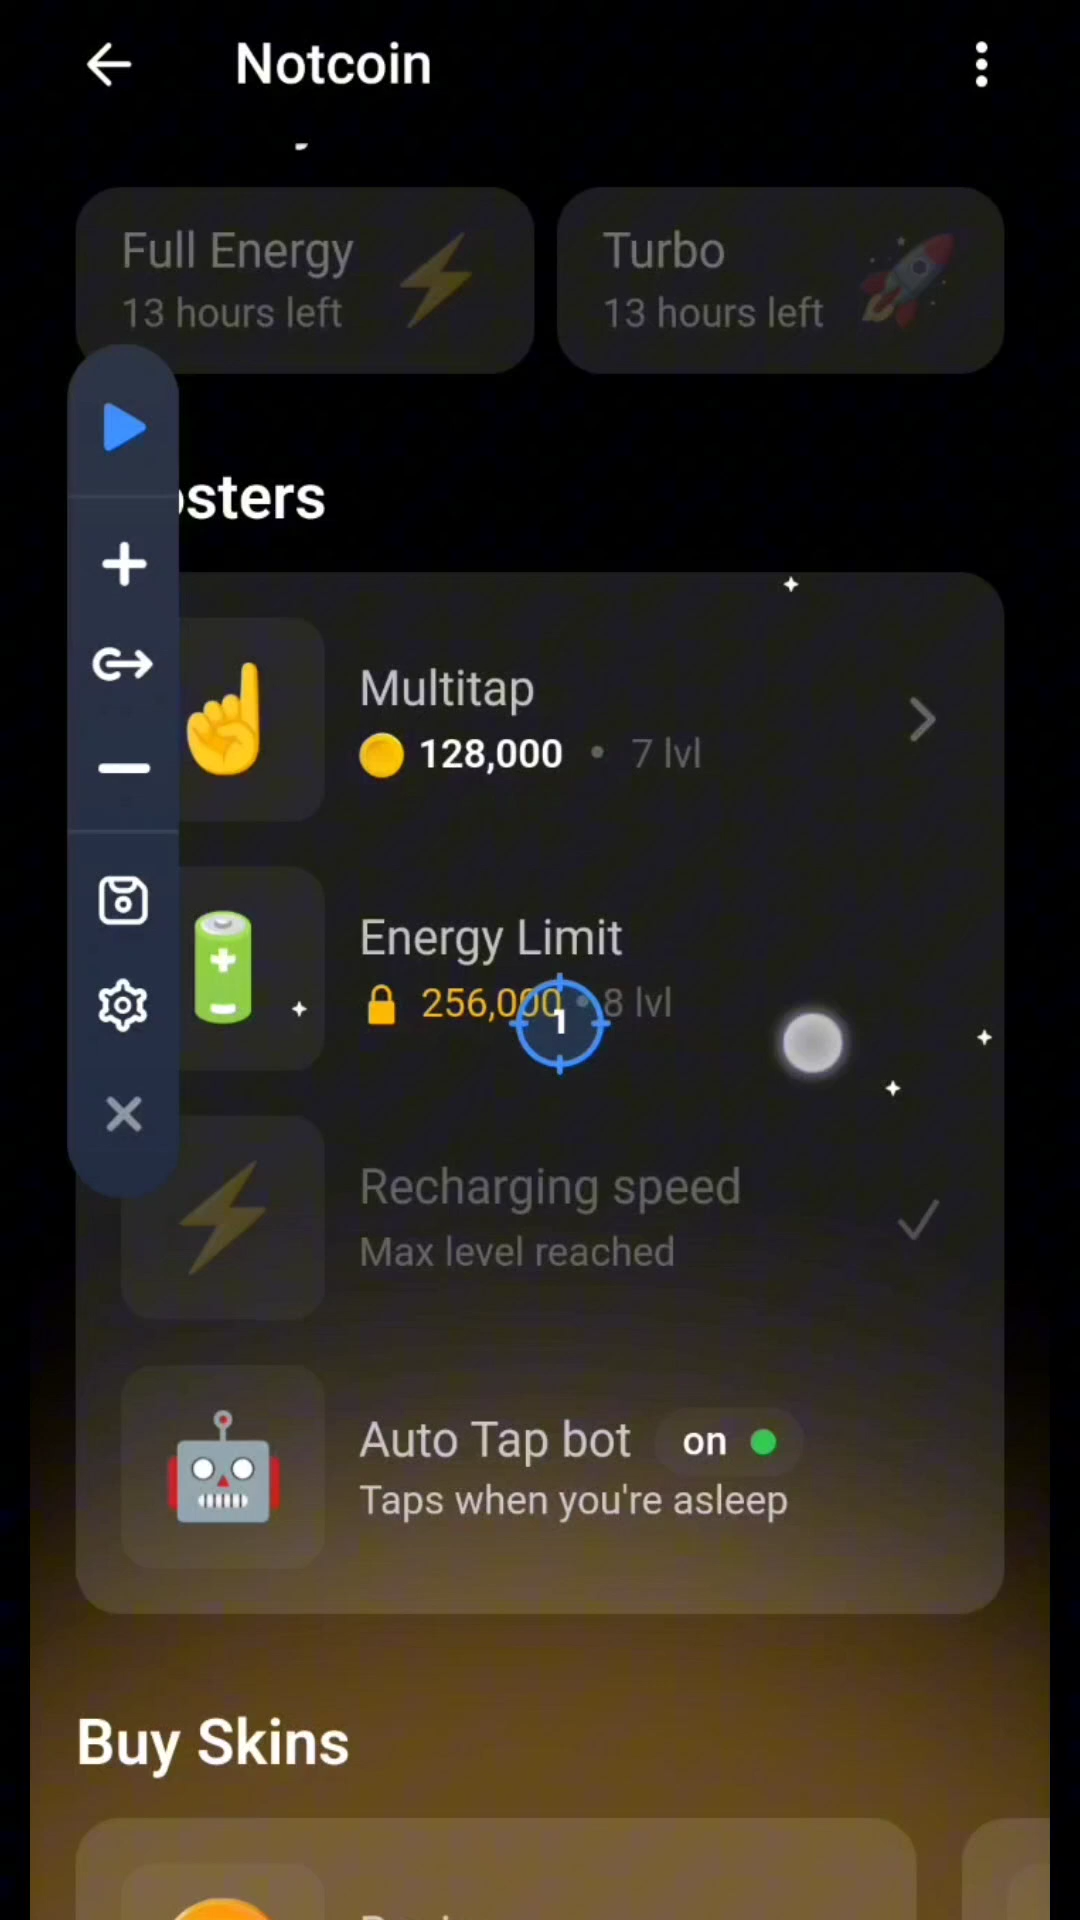 Notcoin
Full Energy
13 hours left
Turbo
13 hours left
osters
Multitap
128,000 • 7 lvl
Energy Limit
256,000 • 8 lvl
1
Recharging speed
Max level reached
Auto Tap bot on
Taps when you're asleep
Buy Skins